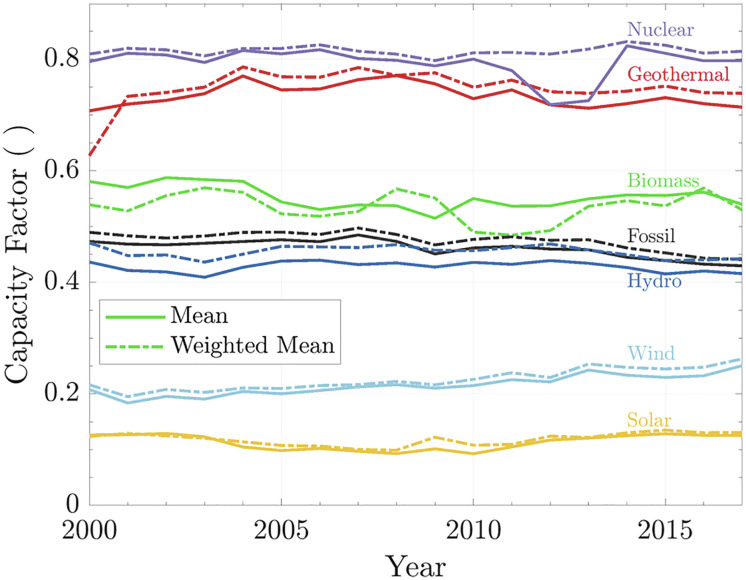 Capacity Factor ( )
0.8
0.6
0.4
0.2
0
Nuclear
Geothermal
Biomass
Fossil
Hydro
Mean
Weighted Mean
Wind
Solar
2000
2005
2010
2015
Year